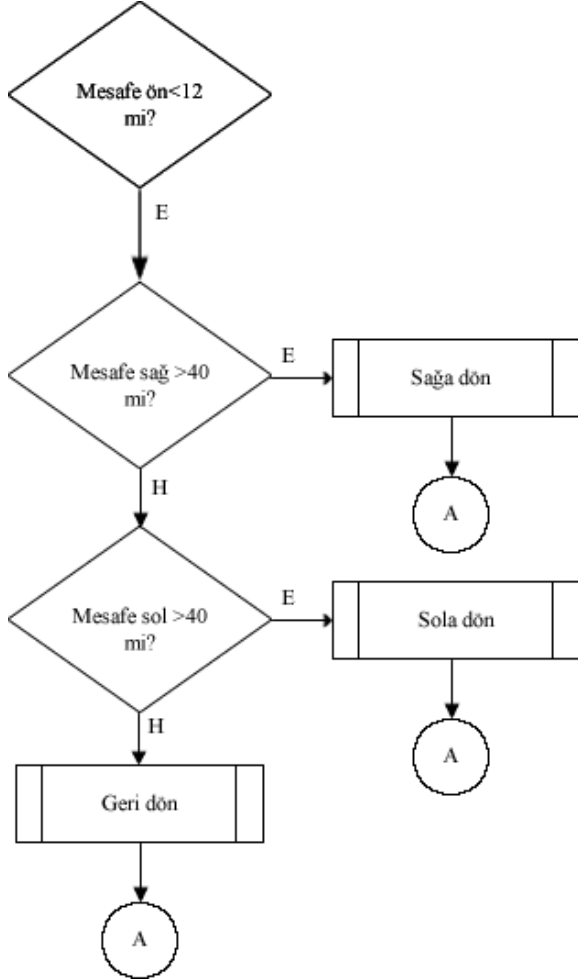 Mesafe ön<12
mi?
E
Mesafe sağ >40
mi?
E
Sağa dön
H
A
Mesafe sol >40
mi?
E
Sola dön
H
A
Geri dön
A